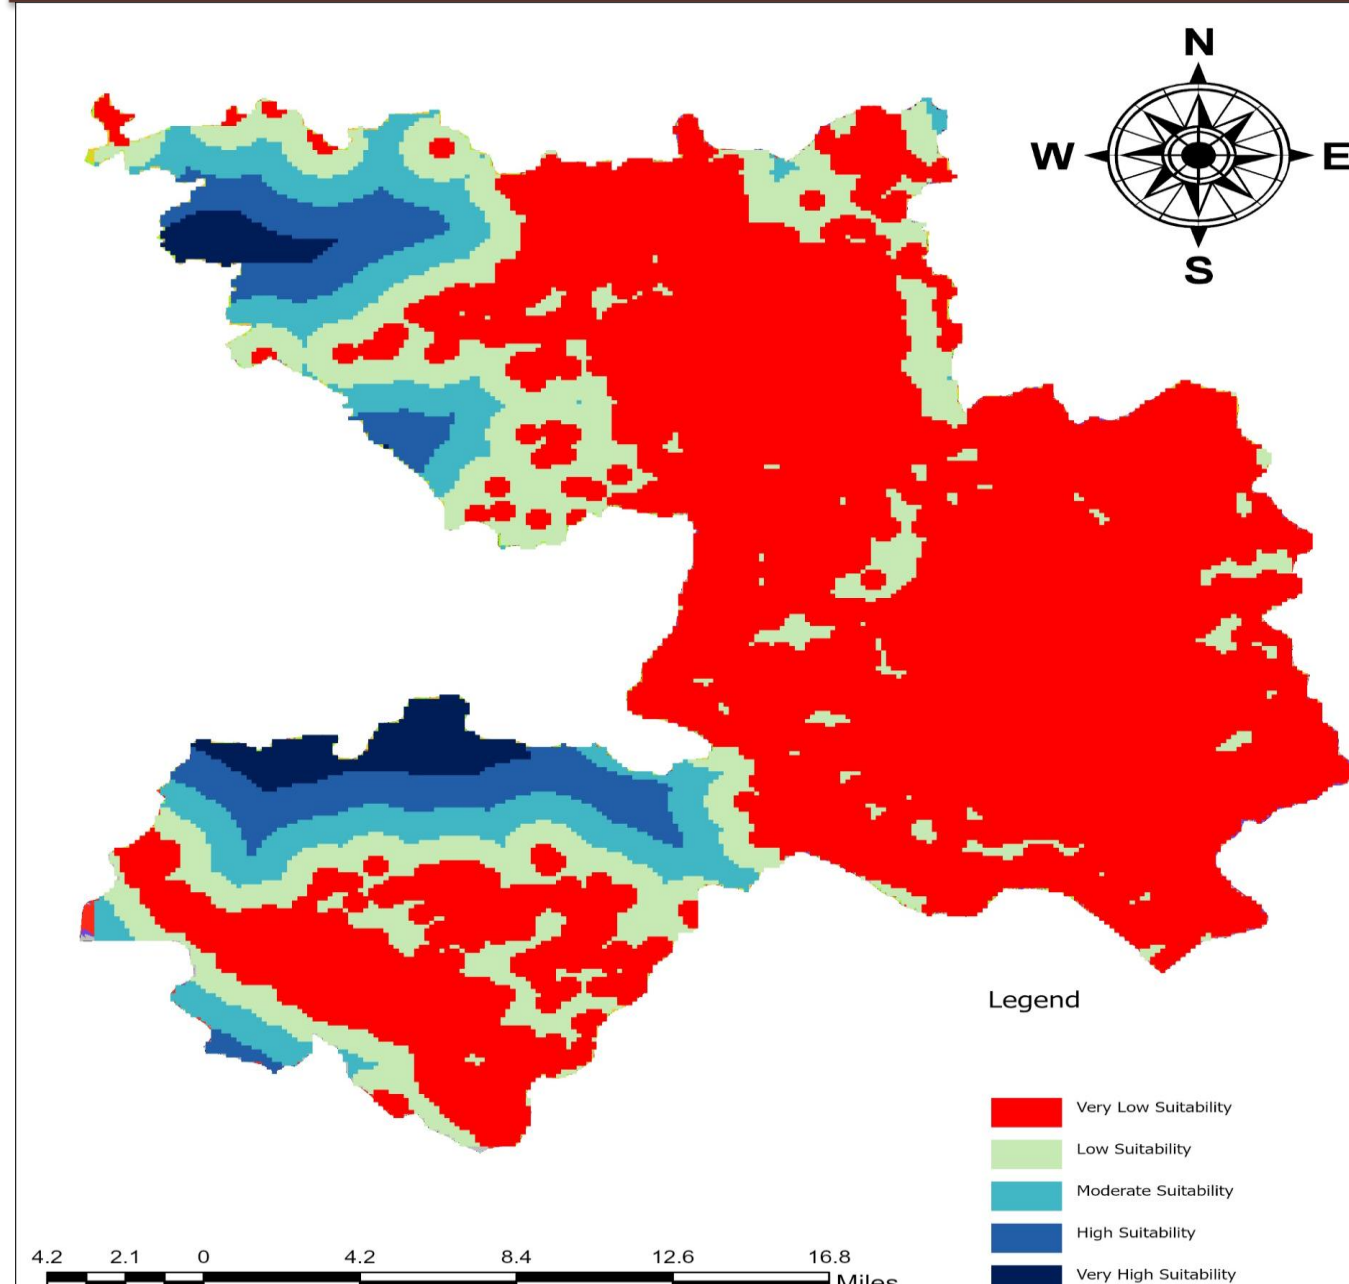 N
W E
S
Legend
Very Low Suitability
Low Suitability
Moderate Suitability
High Suitability
Very High Suitability
4.2 2.1 0 4.2 8.4 12.6 16.8
Miles